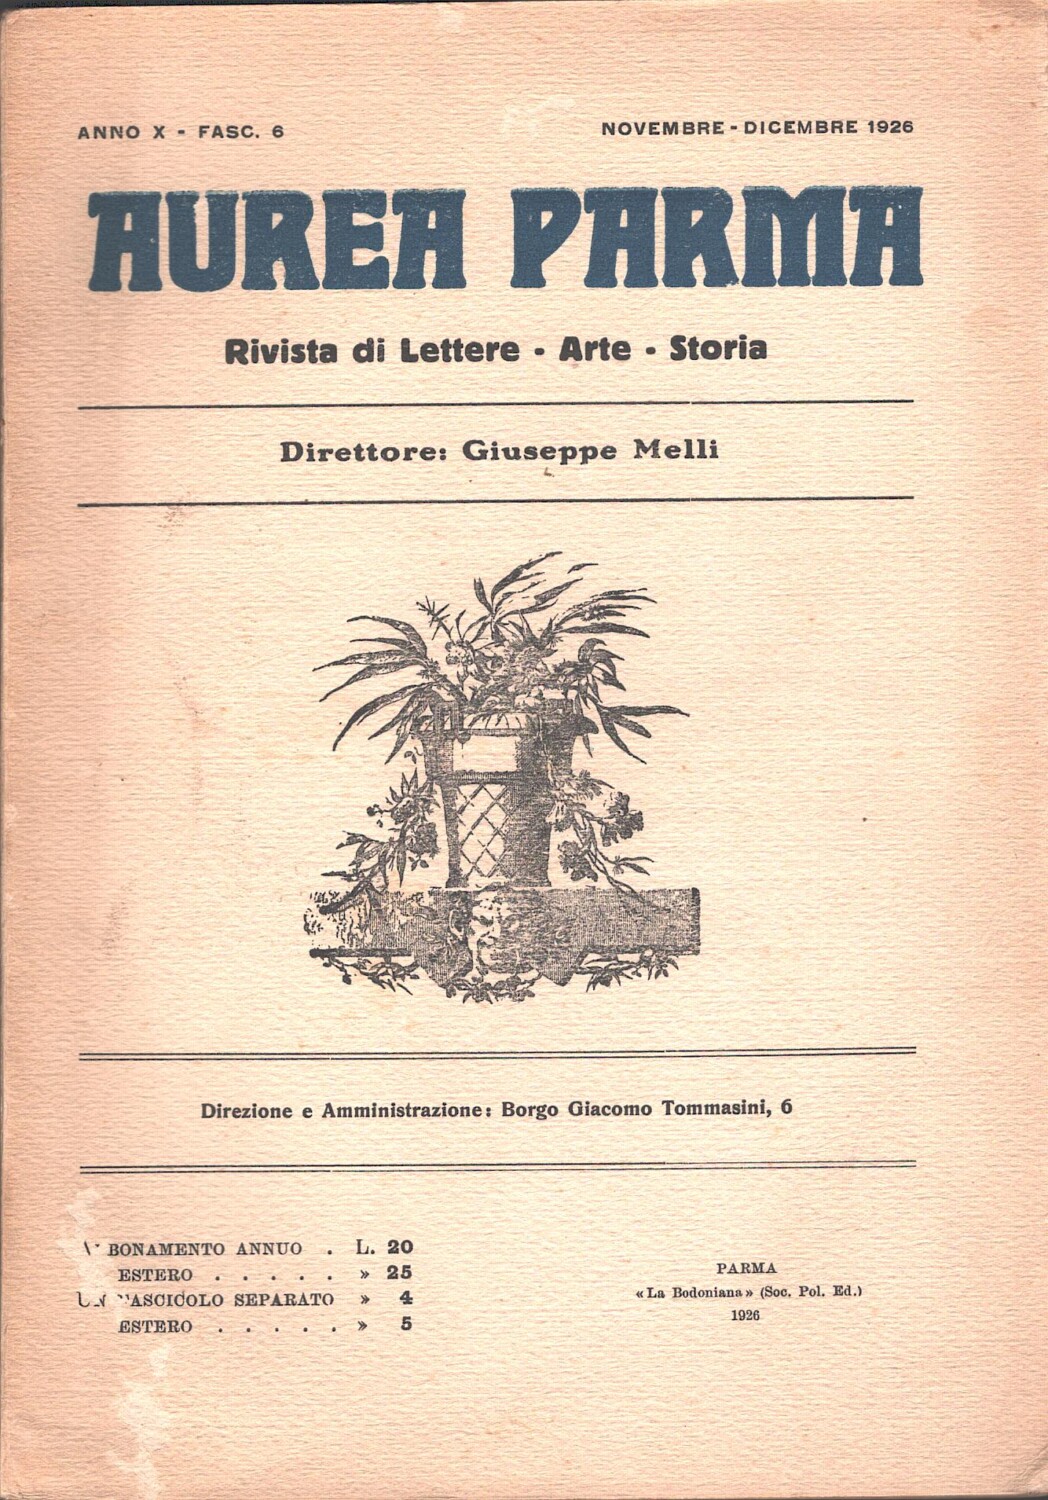 ANNO X - FASC. 6
NOVEMBRE - DICEMBRE 1926
AUREA PARMA
Rivista di Lettere - Arte - Storia
Direttore: Giuseppe Melli
Direzione e Amministrazione: Borgo Giacomo Tommasini, 6
ABBONAMENTO ANNUO . L. 20
ESTERO . . . . . » 25
UN FASCICOLO SEPARATO » 4
ESTERO . . . . . » 5
PARMA
«La Bodoniana» (Soc. Pol. Ed.)
1926